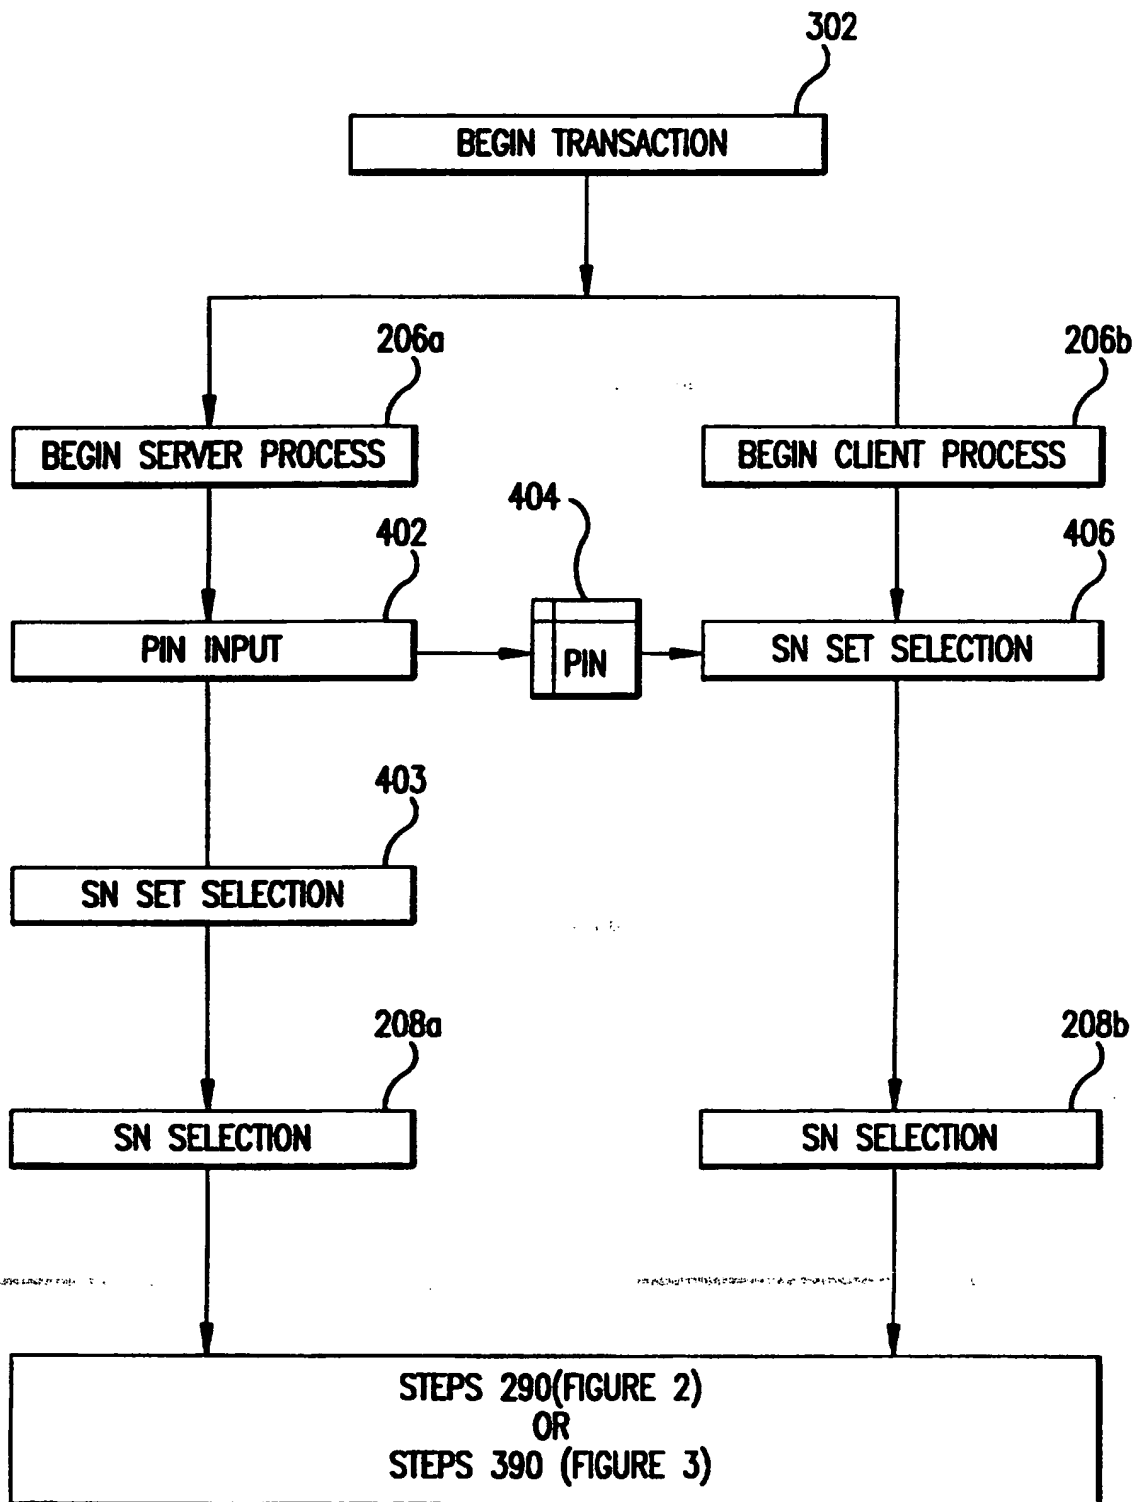 302
BEGIN TRANSACTION
206a
206b
BEGIN SERVER PROCESS
BEGIN CLIENT PROCESS
404
402
406
PIN INPUT
PIN
SN SET SELECTION
403
SN SET SELECTION
208a
208b
SN SELECTION
SN SELECTION
STEPS 290(FIGURE 2)
OR
STEPS 390 (FIGURE 3)